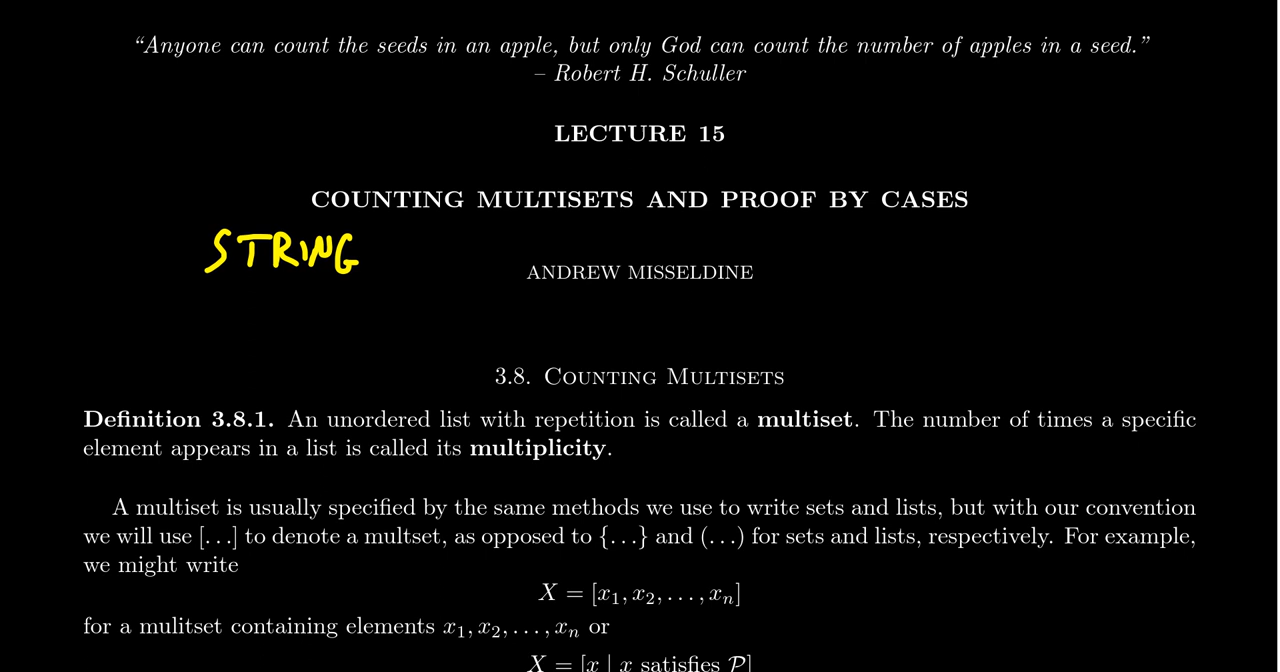 “Anyone can count the seeds in an apple, but only God can count the number of apples in a seed.”
– Robert H. Schuller
LECTURE 15
COUNTING MULTISETS AND PROOF BY CASES
STRING
ANDREW MISSELDINE
3.8. Counting Multisets
Definition 3.8.1. An unordered list with repetition is called a multiset. The number of times a specific
element appears in a list is called its multiplicity.
A multiset is usually specified by the same methods we use to write sets and lists, but with our convention
we will use [...] to denote a multset, as opposed to {...} and (...) for sets and lists, respectively. For example,
we might write
X = [x₁, x₂, ..., xₙ]
for a mulitset containing elements x₁, x₂, ..., xₙ or
X = [x | x satisfies 𝒫]